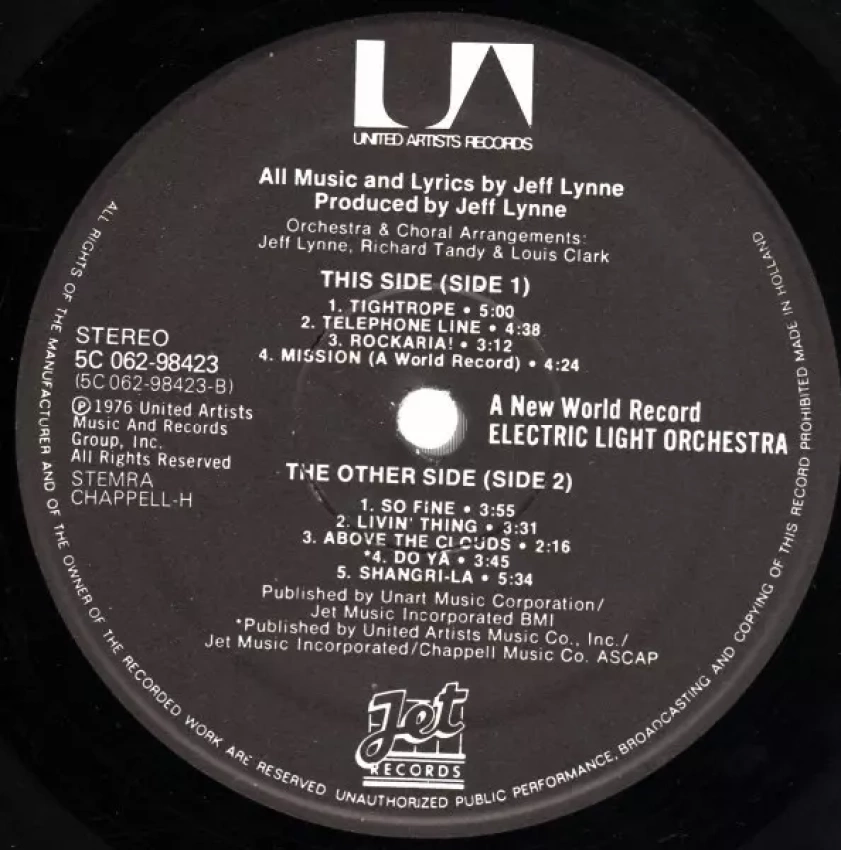 UA
UNITED ARTISTS RECORDS
All Music and Lyrics by Jeff Lynne
Produced by Jeff Lynne
Orchestra & Choral Arrangements:
Jeff Lynne, Richard Tandy & Louis Clark
THIS SIDE (SIDE 1)
1. TIGHTROPE • 5:00
2. TELEPHONE LINE • 4:38
3. ROCKARIA! • 3:12
4. MISSION (A World Record) • 4:24
STEREO
5C 062-98423
(5C 062-98423-B)
℗ 1976 United Artists
Music And Records
Group, Inc.
All Rights Reserved
STEMRA
CHAPPELL-H
A New World Record
ELECTRIC LIGHT ORCHESTRA
THE OTHER SIDE (SIDE 2)
1. SO FINE • 3:55
2. LIVIN' THING • 3:31
3. ABOVE THE CLOUDS • 2:16
*4. DO YA • 3:45
5. SHANGRI-LA • 5:34
Published by Unart Music Corporation/
Jet Music Incorporated BMI
*Published by United Artists Music Co., Inc./
Jet Music Incorporated/Chappell Music Co. ASCAP
Jet
RECORDS
ALL RIGHTS OF THE MANUFACTURER AND OF THE OWNER OF THE RECORDED WORK ARE RESERVED UNAUTHORIZED PUBLIC PERFORMANCE, BROADCASTING AND COPYING OF THIS RECORD PROHIBITED MADE IN HOLLAND